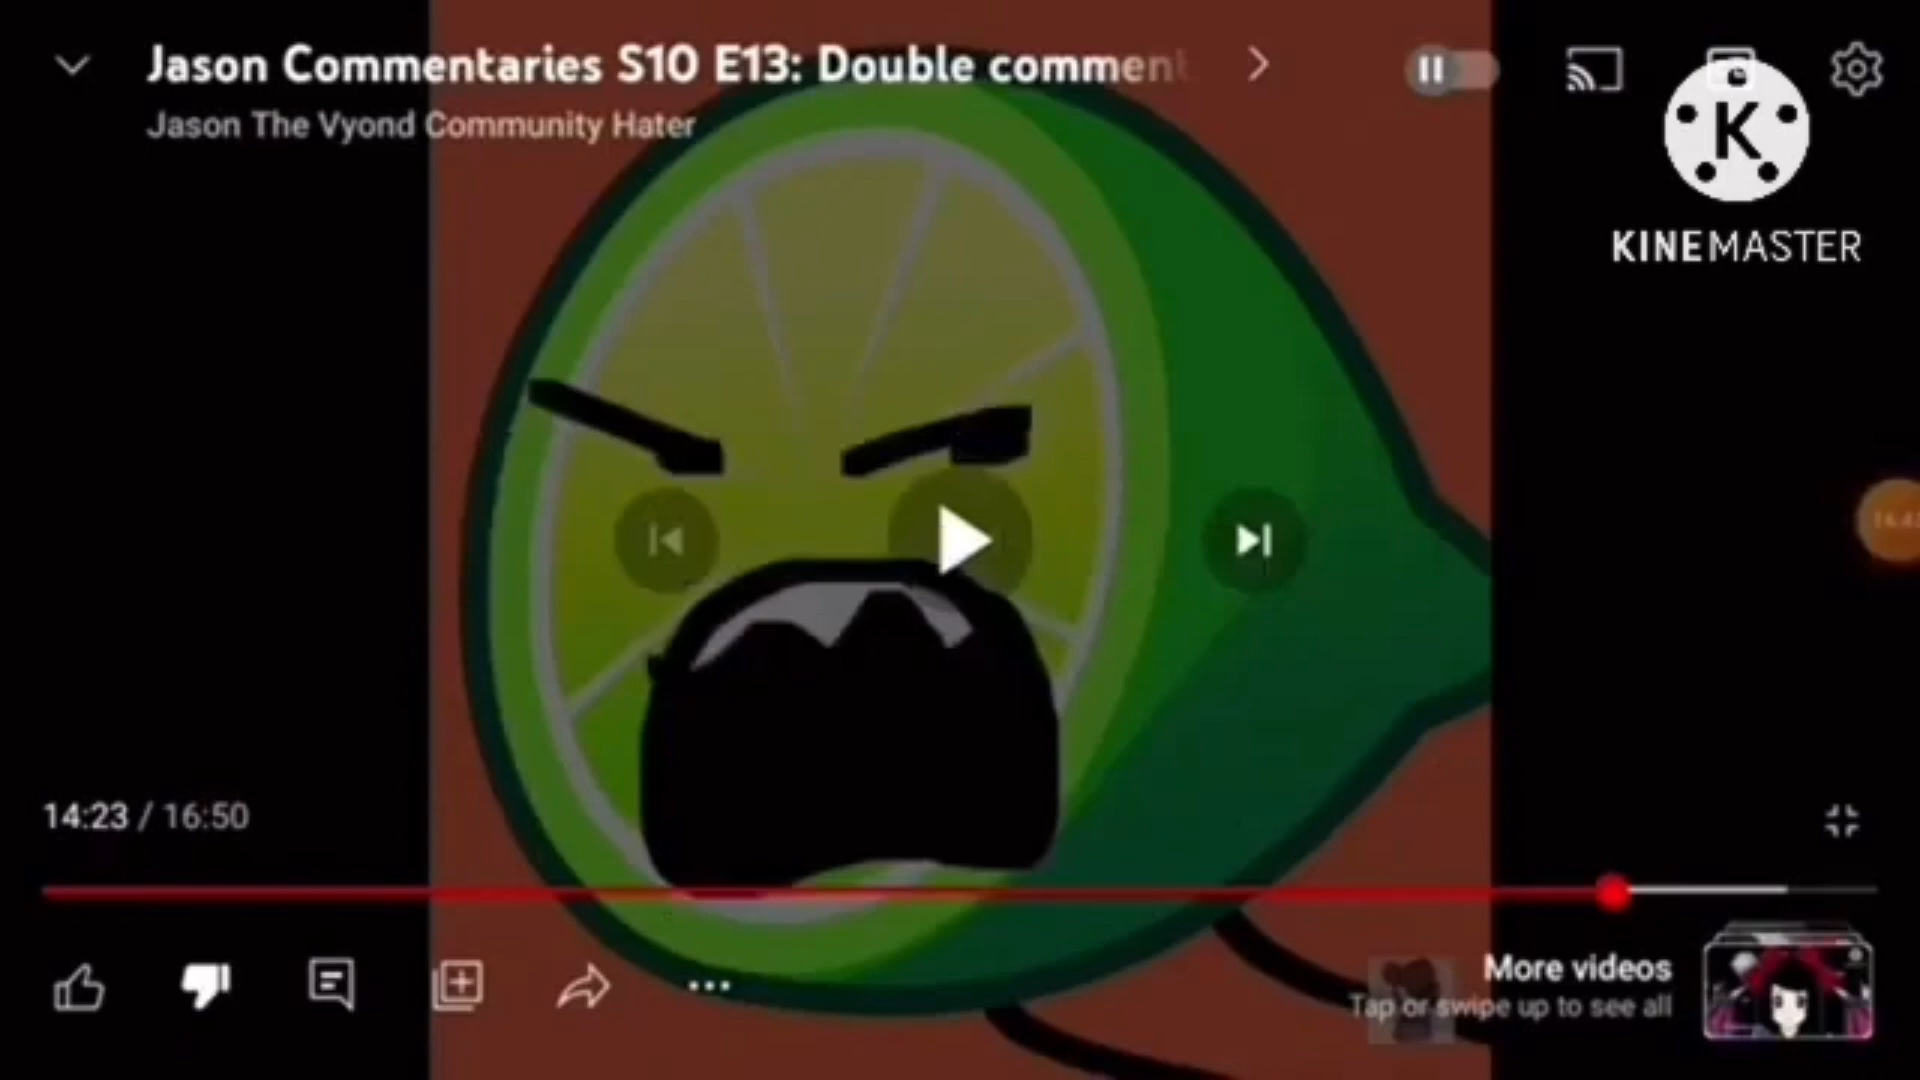 Jason Commentaries S10 E13: Double comment
Jason The Vyond Community Hater
K
KINEMASTER
14:23 / 16:50
More videos
Tap or swipe up to see all